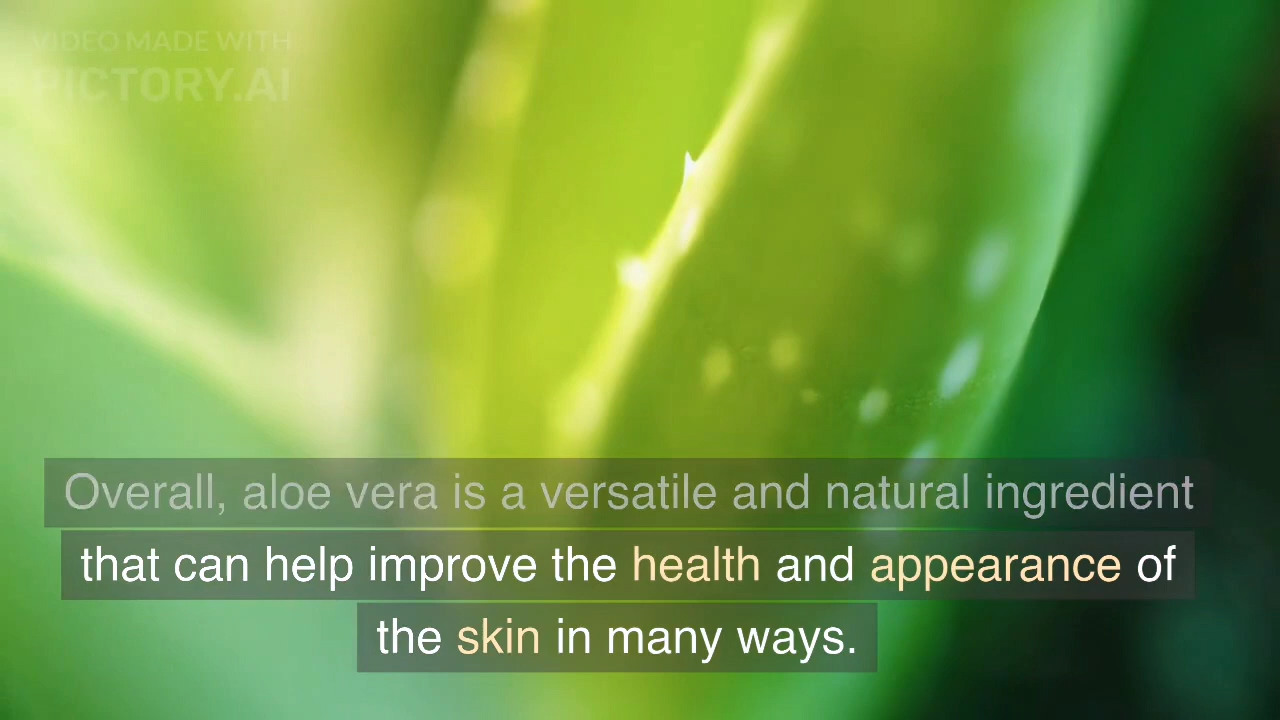 VIDEO MADE WITH
PICTORY.AI
Overall, aloe vera is a versatile and natural ingredient
that can help improve the health and appearance of
the skin in many ways.